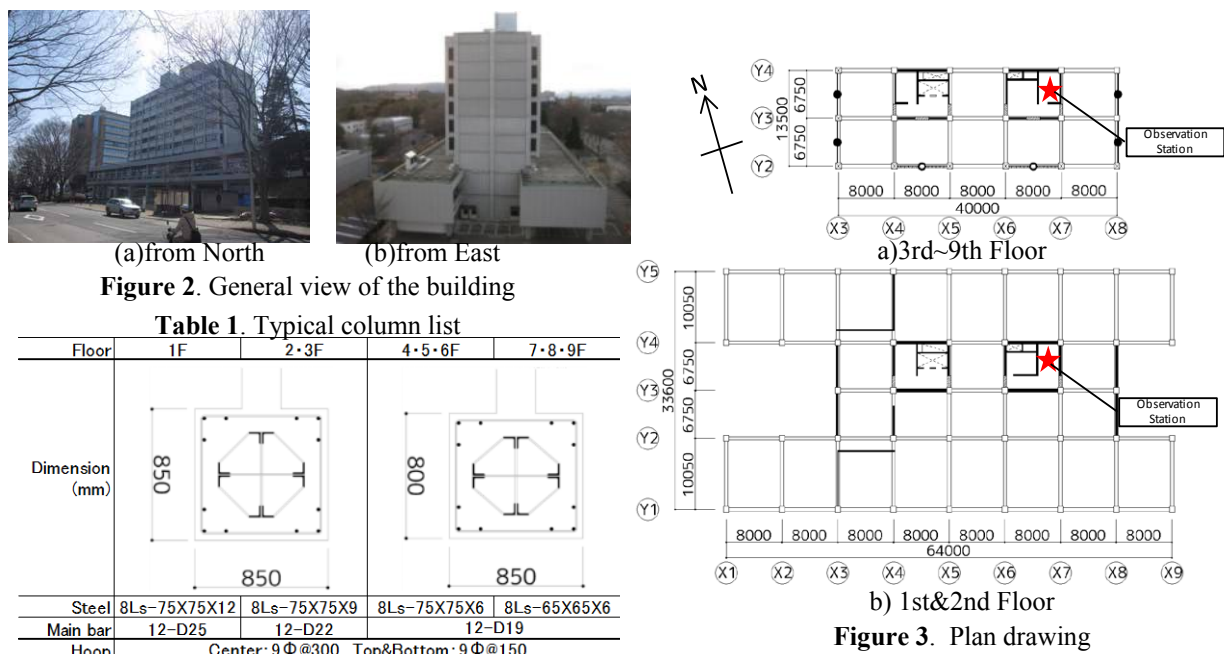 (a)from North
(b)from East
Figure 2. General view of the building
Table 1. Typical column list
Floor 1F 2・3F 4・5・6F 7・8・9F
Dimension
(mm)
850
850
800
850
Steel 8Ls-75X75X12 8Ls-75X75X9 8Ls-75X75X6 8Ls-65X65X6
Main bar 12-D25 12-D22 12-D19
Hoop Center:9Φ@300 Top&Bottom:9Φ@150
N
Y4
Y3
Y2
6750
6750
13500
Observation
Station
8000 8000 8000 8000 8000
40000
X3 X4 X5 X6 X7 X8
a)3rd~9th Floor
Y5
Y4
Y3
Y2
Y1
10050
6750
6750
10050
33600
Observation
Station
8000 8000 8000 8000 8000 8000 8000 8000
64000
X1 X2 X3 X4 X5 X6 X7 X8 X9
b) 1st&2nd Floor
Figure 3. Plan drawing